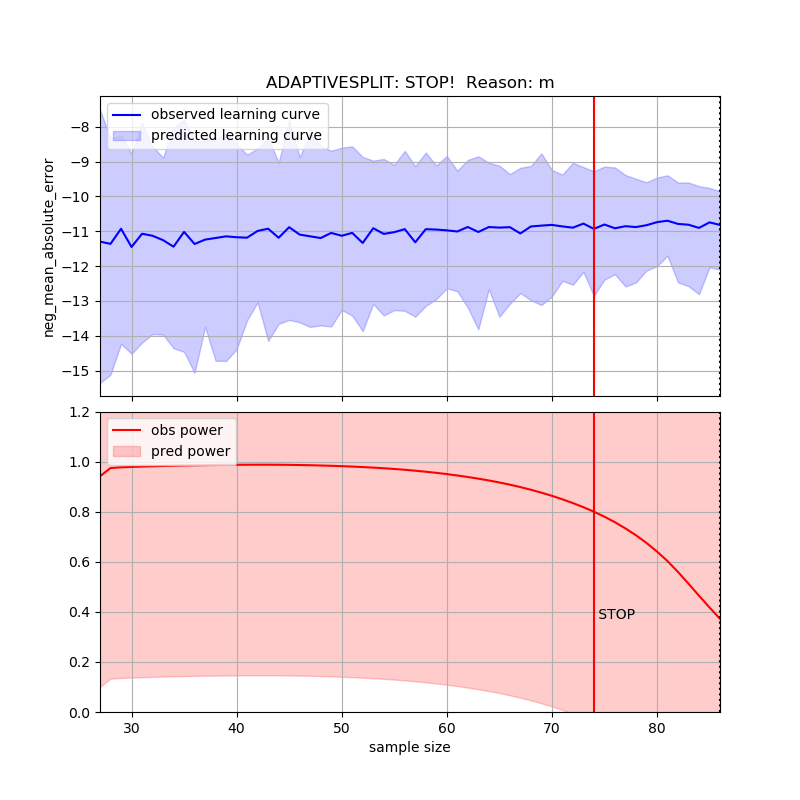 ADAPTIVESPLIT: STOP!  Reason: m
observed learning curve
predicted learning curve
neg_mean_absolute_error
−8
−9
−10
−11
−12
−13
−14
−15
obs power
pred power
1.2
1.0
0.8
0.6
0.4
0.2
0.0
STOP
30 40 50 60 70 80
sample size